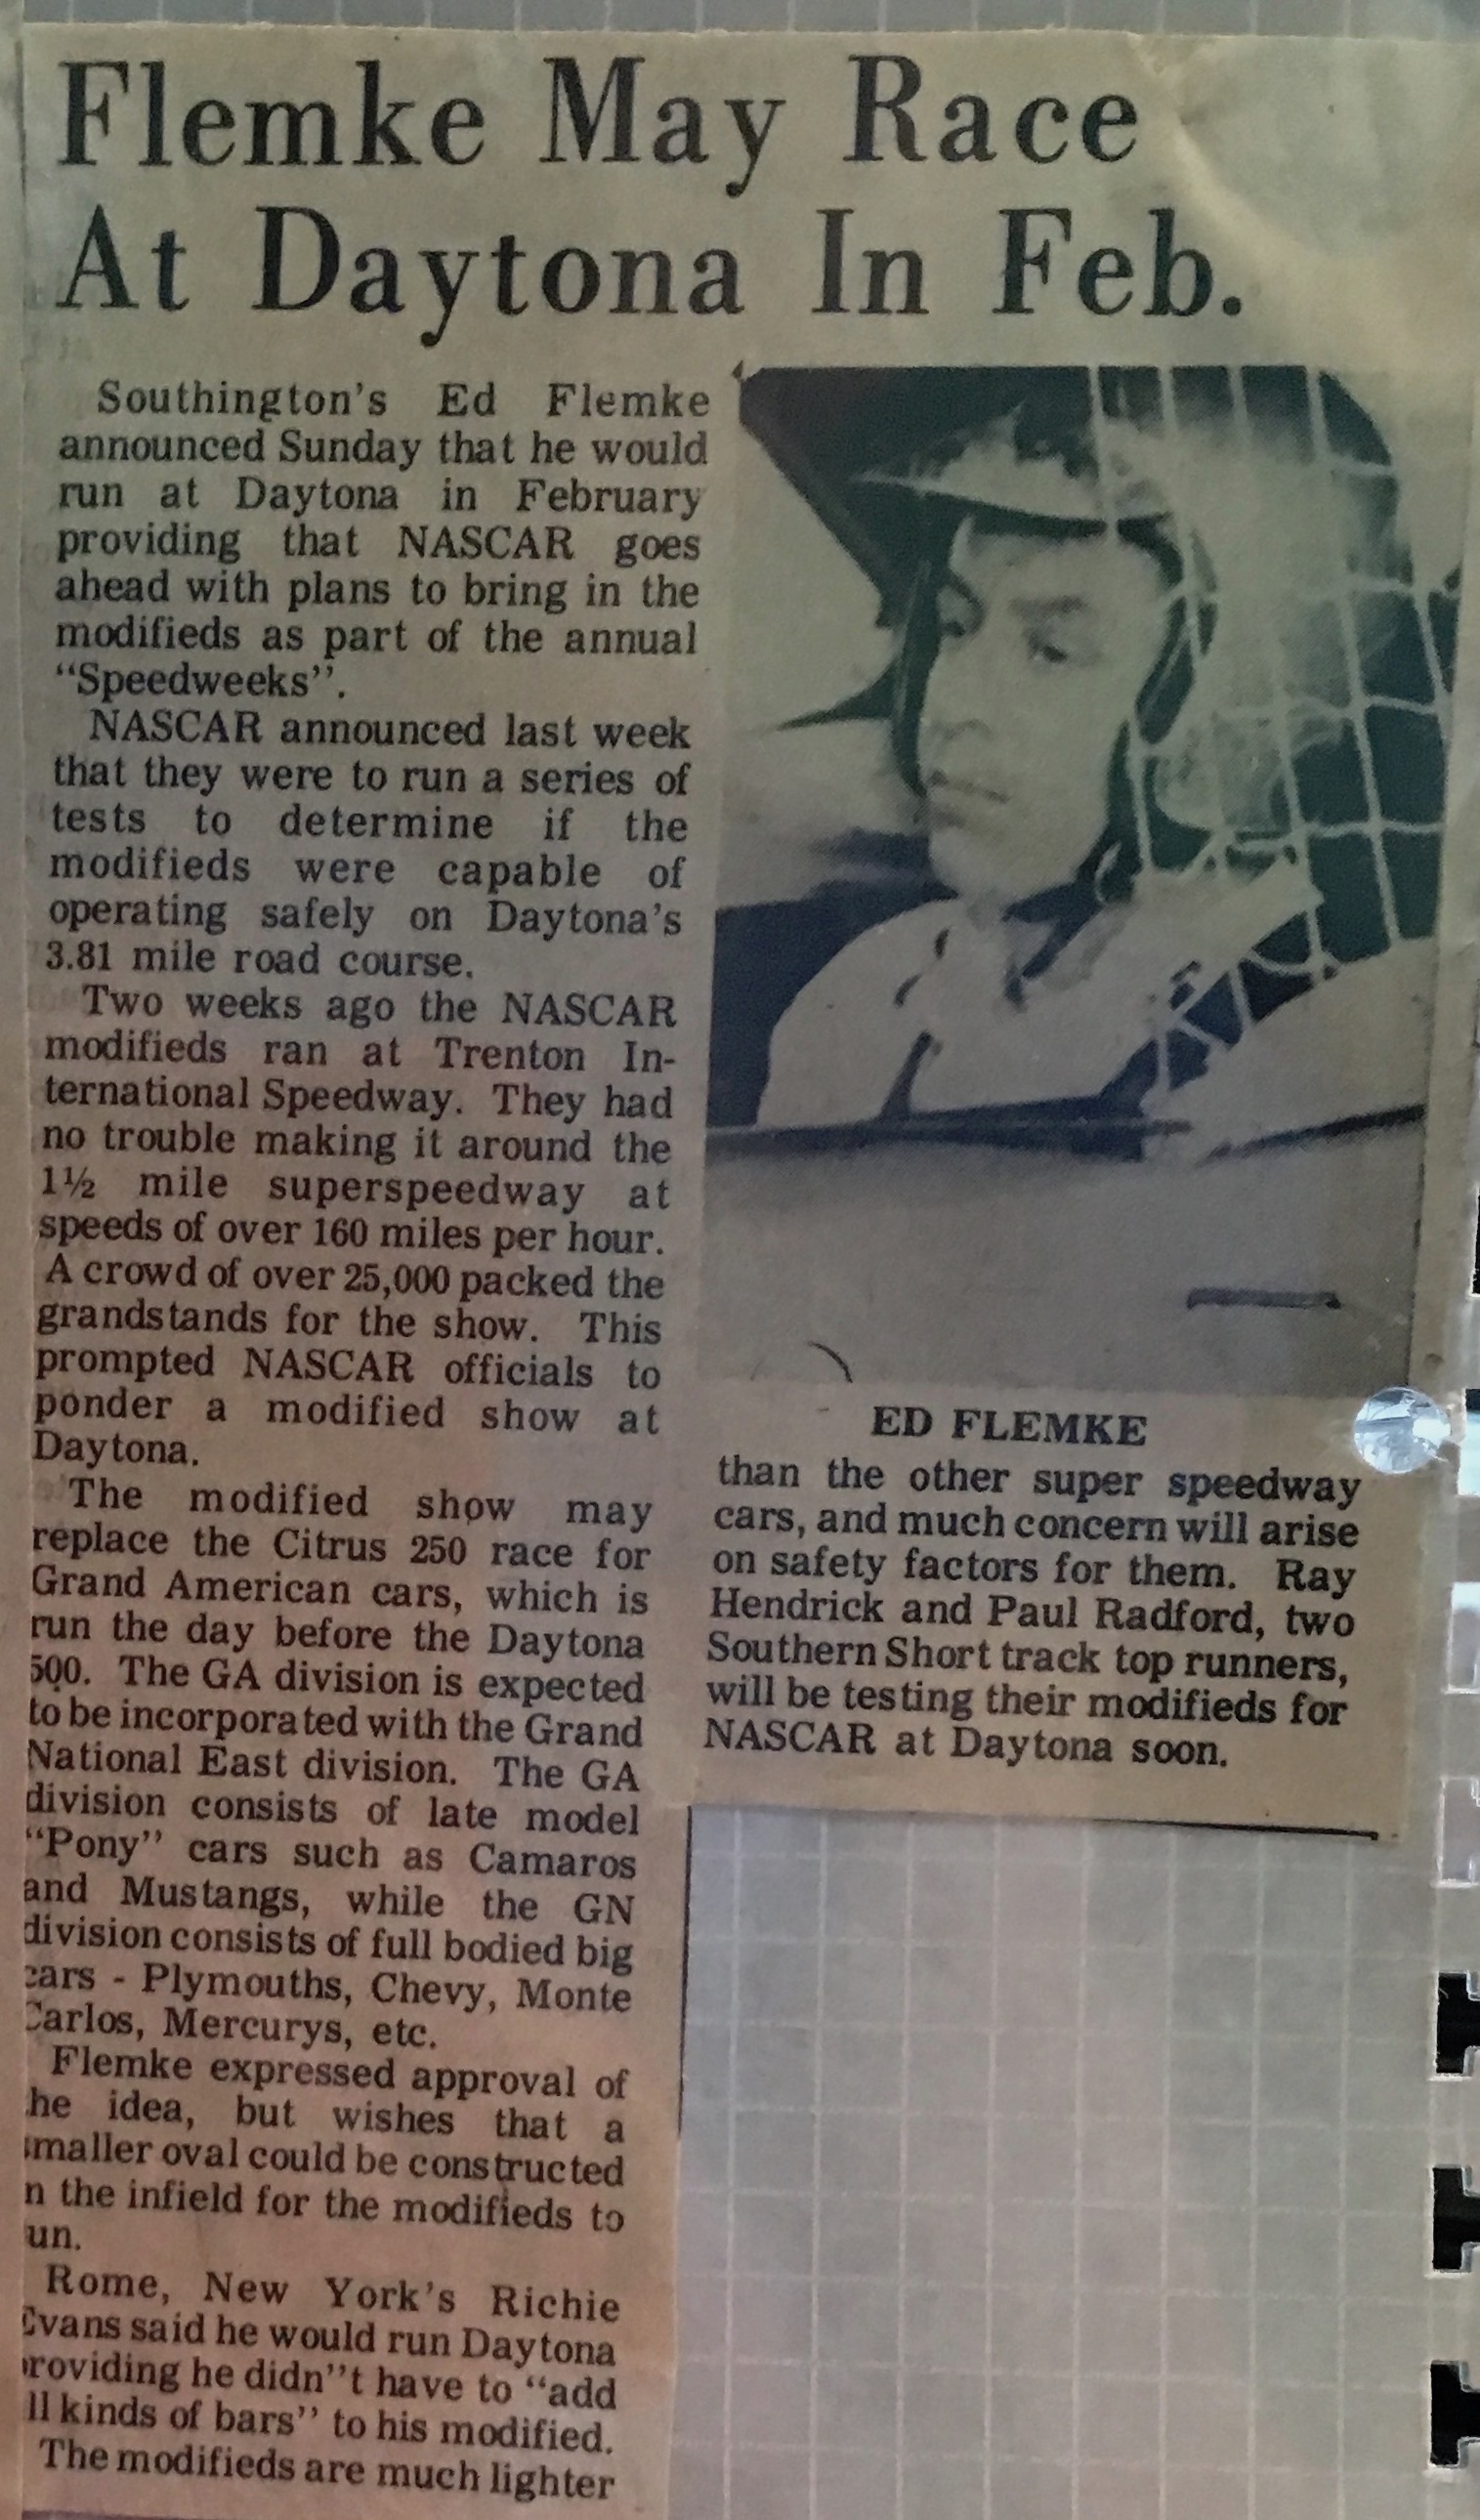 Flemke May Race
At Daytona In Feb.
Southington's Ed Flemke
announced Sunday that he would
run at Daytona in February
providing that NASCAR goes
ahead with plans to bring in the
modifieds as part of the annual
"Speedweeks".
NASCAR announced last week
that they were to run a series of
tests to determine if the
modifieds were capable of
operating safely on Daytona's
3.81 mile road course.
Two weeks ago the NASCAR
modifieds ran at Trenton In-
ternational Speedway. They had
no trouble making it around the
1½ mile superspeedway at
speeds of over 160 miles per hour.
A crowd of over 25,000 packed the
grandstands for the show. This
prompted NASCAR officials to
ponder a modified show at
Daytona.
The modified show may
replace the Citrus 250 race for
Grand American cars, which is
run the day before the Daytona
500. The GA division is expected
to be incorporated with the Grand
National East division. The GA
division consists of late model
"Pony" cars such as Camaros
and Mustangs, while the GN
division consists of full bodied big
cars - Plymouths, Chevy, Monte
Carlos, Mercurys, etc.
Flemke expressed approval of
he idea, but wishes that a
smaller oval could be constructed
n the infield for the modifieds to
un.
Rome, New York's Richie
Evans said he would run Daytona
roviding he didn''t have to "add
ll kinds of bars" to his modified.
The modifieds are much lighter
ED FLEMKE
than the other super speedway
cars, and much concern will arise
on safety factors for them. Ray
Hendrick and Paul Radford, two
Southern Short track top runners,
will be testing their modifieds for
NASCAR at Daytona soon.